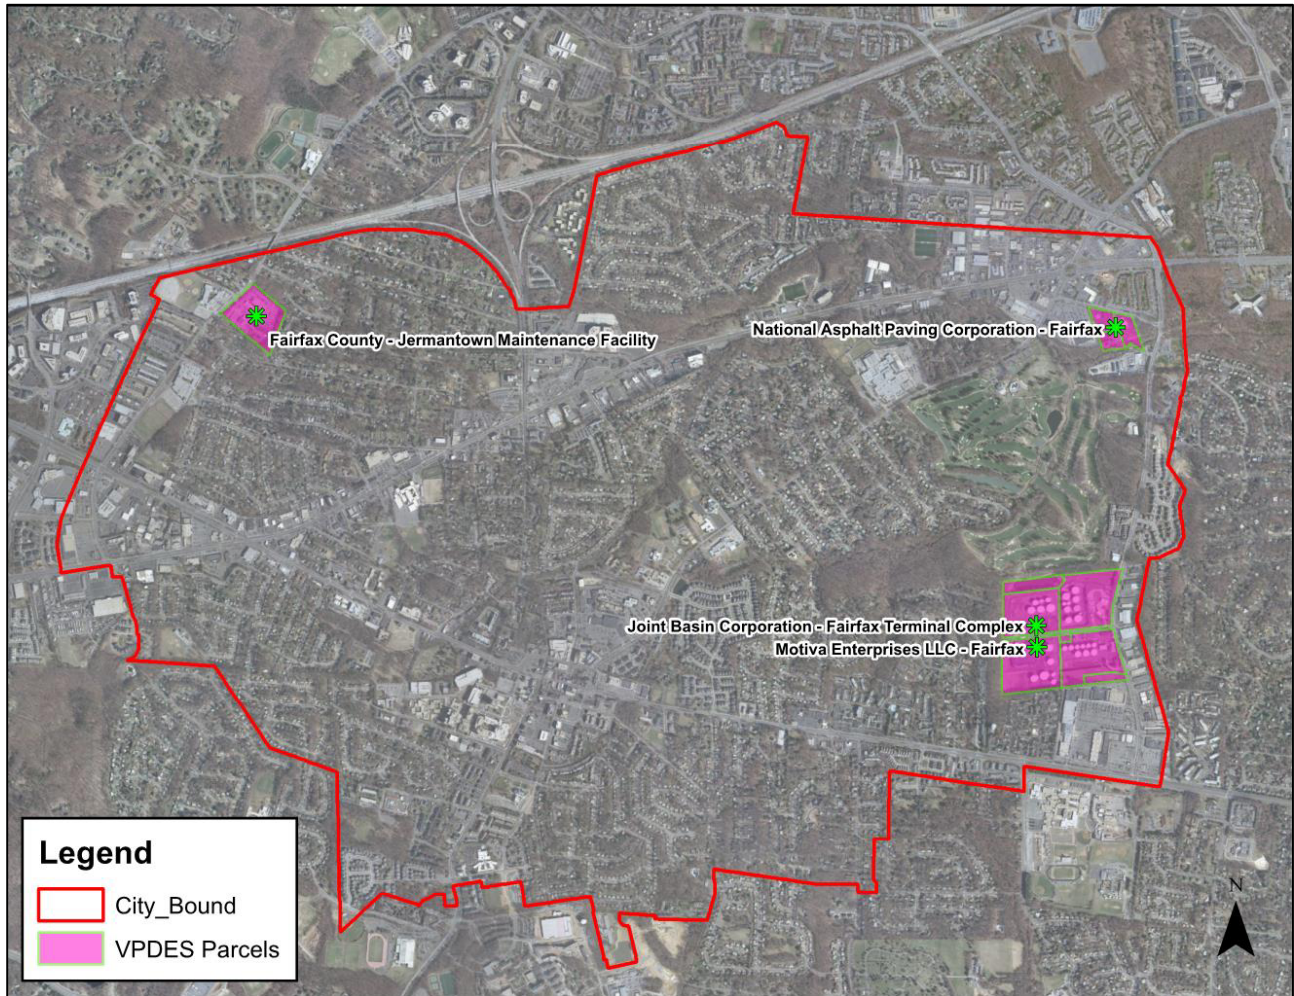 Fairfax County - Jermantown Maintenance Facility
National Asphalt Paving Corporation - Fairfax
Joint Basin Corporation - Fairfax Terminal Complex
Motiva Enterprises LLC - Fairfax
Legend
City_Bound
VPDES Parcels
N